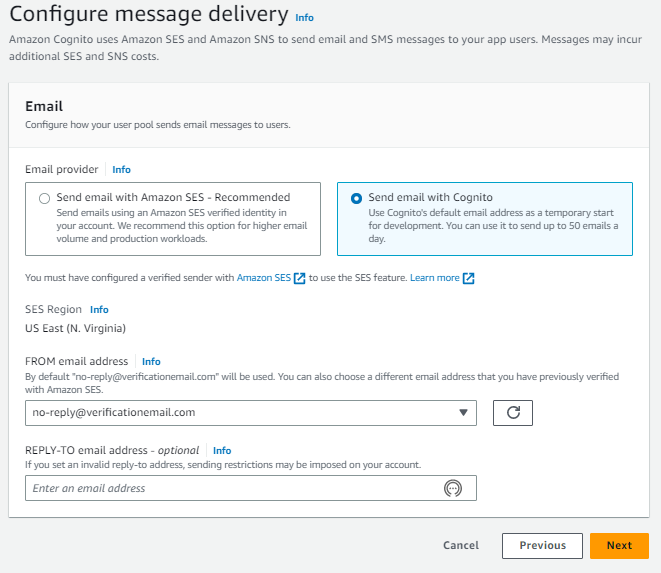 Configure message delivery Info
Amazon Cognito uses Amazon SES and Amazon SNS to send email and SMS messages to your app users. Messages may incur
additional SES and SNS costs.
Email
Configure how your user pool sends email messages to users.
Email provider Info
Send email with Amazon SES - Recommended
Send emails using an Amazon SES verified identity in
your account. We recommend this option for higher email
volume and production workloads.
Send email with Cognito
Use Cognito's default email address as a temporary start
for development. You can use it to send up to 50 emails a
day.
You must have configured a verified sender with Amazon SES to use the SES feature. Learn more
SES Region Info
US East (N. Virginia)
FROM email address Info
By default "no-reply@verificationemail.com" will be used. You can also choose a different email address that you have previously verified
with Amazon SES.
no-reply@verificationemail.com
REPLY-TO email address - optional Info
If you set an invalid reply-to address, sending restrictions may be imposed on your account.
Enter an email address
Cancel Previous Next